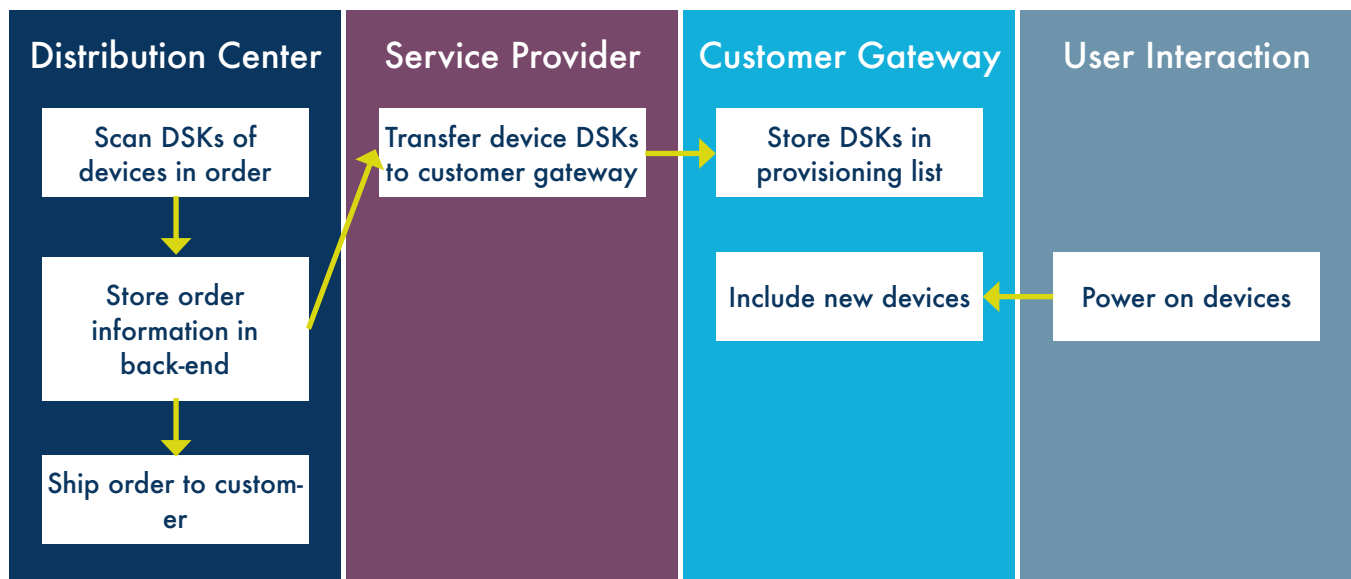 Distribution Center
Scan DSKs of
devices in order
Store order
information in
back-end
Ship order to custom-
er
Service Provider
Transfer device DSKs
to customer gateway
Customer Gateway
Store DSKs in
provisioning list
Include new devices
User Interaction
Power on devices